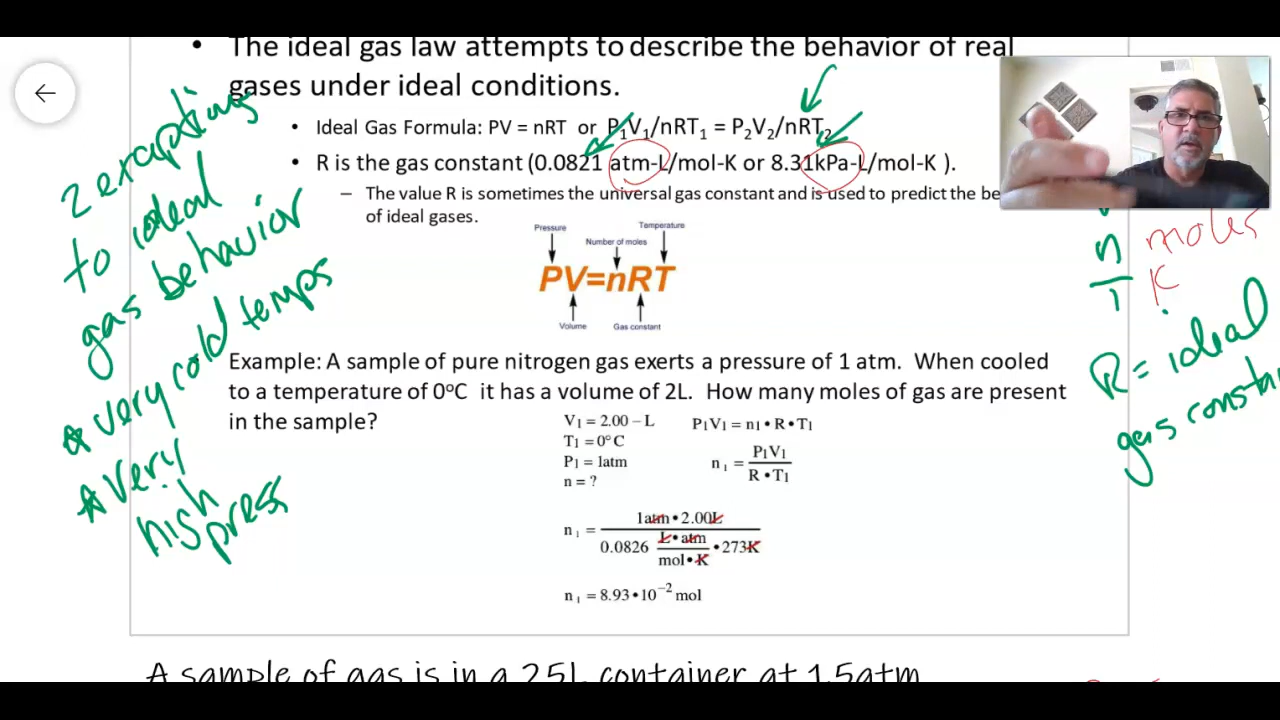 • The ideal gas law attempts to describe the behavior of real
gases under ideal conditions.
• Ideal Gas Formula: PV = nRT or P₁V₁/nRT₁ = P₂V₂/nRT₂
• R is the gas constant (0.0821 atm-L/mol-K or 8.31kPa-L/mol-K ).
– The value R is sometimes the universal gas constant and is used to predict the be
of ideal gases.
Pressure
Number of moles
Temperature
PV=nRT
Volume
Gas constant
Example: A sample of pure nitrogen gas exerts a pressure of 1 atm. When cooled
to a temperature of 0°C it has a volume of 2L. How many moles of gas are present
in the sample?
V₁ = 2.00 – L
T₁ = 0° C
P₁ = 1atm
n = ?
P₁V₁ = n₁ • R • T₁
n₁ = P₁V₁
R • T₁
n₁ = 1atm • 2.00L
0.0826 L • atm
mol • K • 273K
n₁ = 8.93 • 10⁻² mol
A sample of gas is in a 25L container at 1.5atm
2 exceptions
to ideal
gas behavior
* very cold temps
* very
high
press
n moles
T K
R = ideal
gas consta